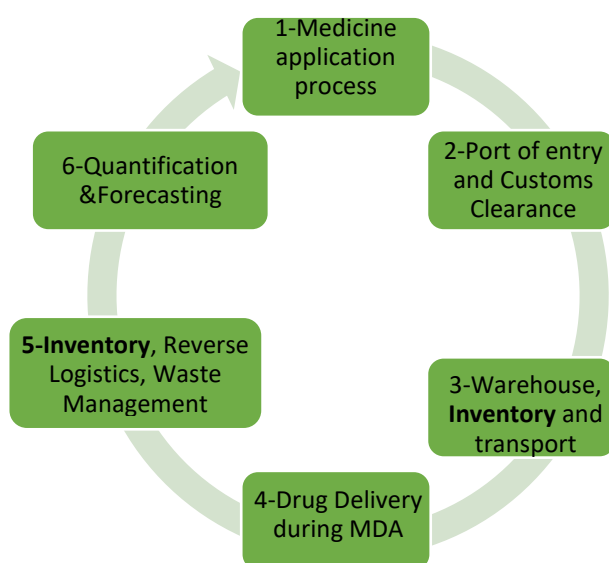 1-Medicine
application
process
2-Port of entry
and Customs
Clearance
3-Warehouse,
Inventory and
transport
4-Drug Delivery
during MDA
5-Inventory, Reverse
Logistics, Waste
Management
6-Quantification
&Forecasting